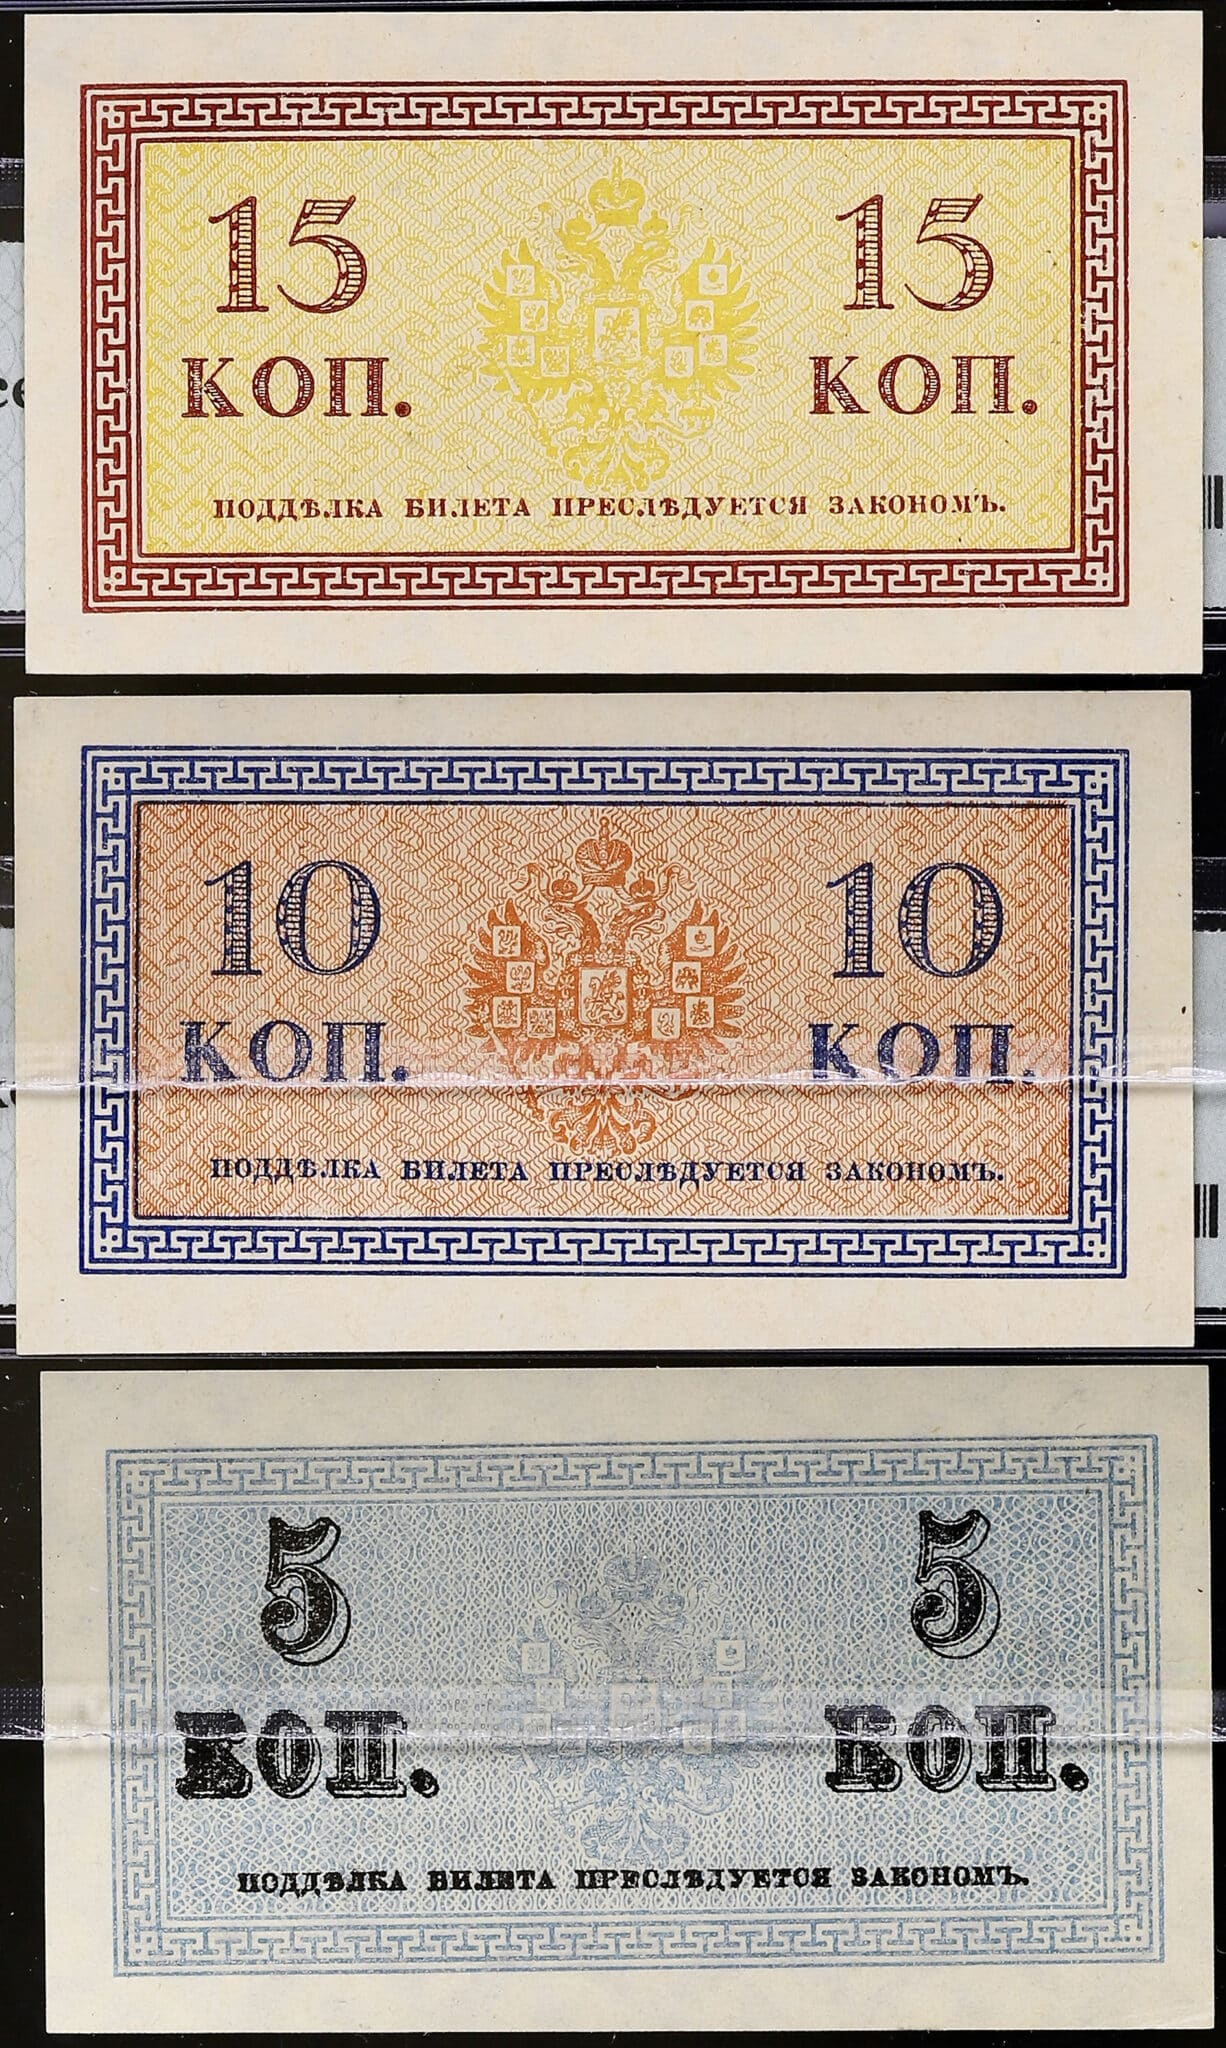 15 15
КОП. КОП.
ПОДДѢЛКА БИЛЕТА ПРЕСЛѢДУЕТСЯ ЗАКОНОМЪ.
10 10
КОП. КОП.
ПОДДѢЛКА БИЛЕТА ПРЕСЛѢДУЕТСЯ ЗАКОНОМЪ.
5 5
КОП. КОП.
ПОДДѢЛКА БИЛЕТА ПРЕСЛѢДУЕТСЯ ЗАКОНОМЪ.